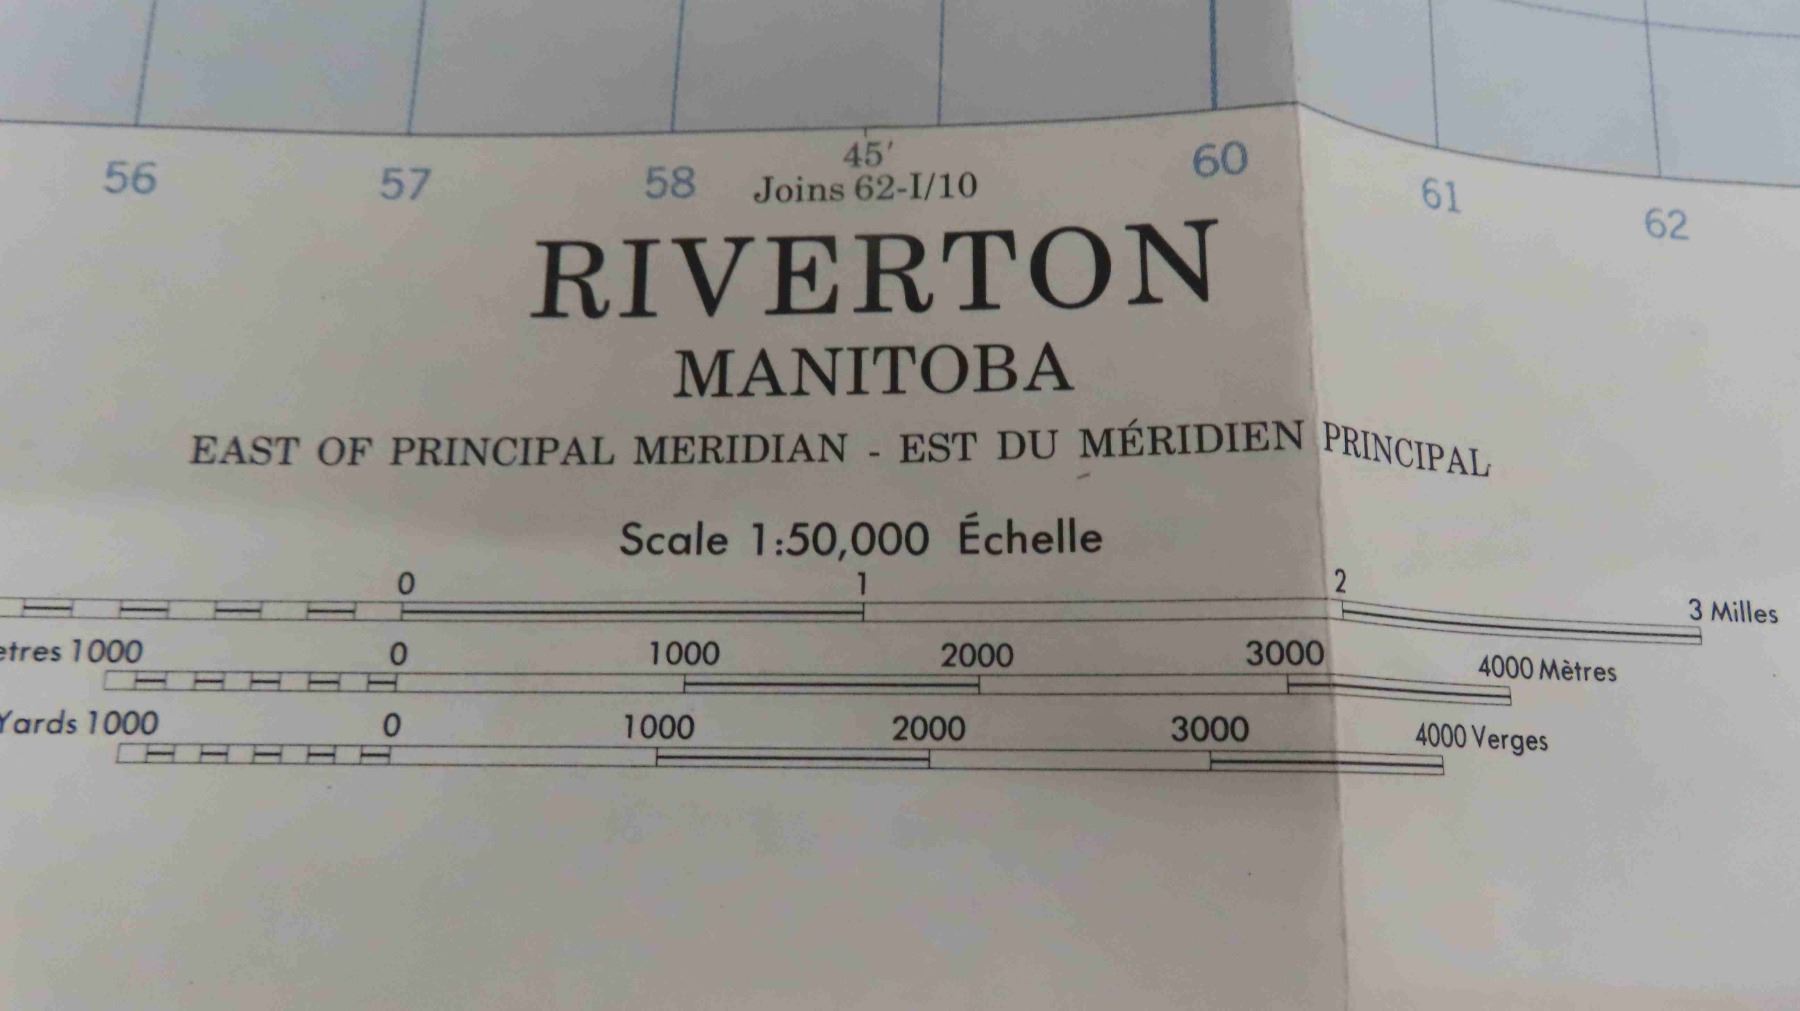 56 57 58 45' 60 61 62
Joins 62-I/10
RIVERTON
MANITOBA
EAST OF PRINCIPAL MERIDIAN - EST DU MÉRIDIEN PRINCIPAL
Scale 1:50,000 Échelle
0 1 2 3 Milles
etres 1000 0 1000 2000 3000 4000 Mètres
Yards 1000 0 1000 2000 3000 4000 Verges